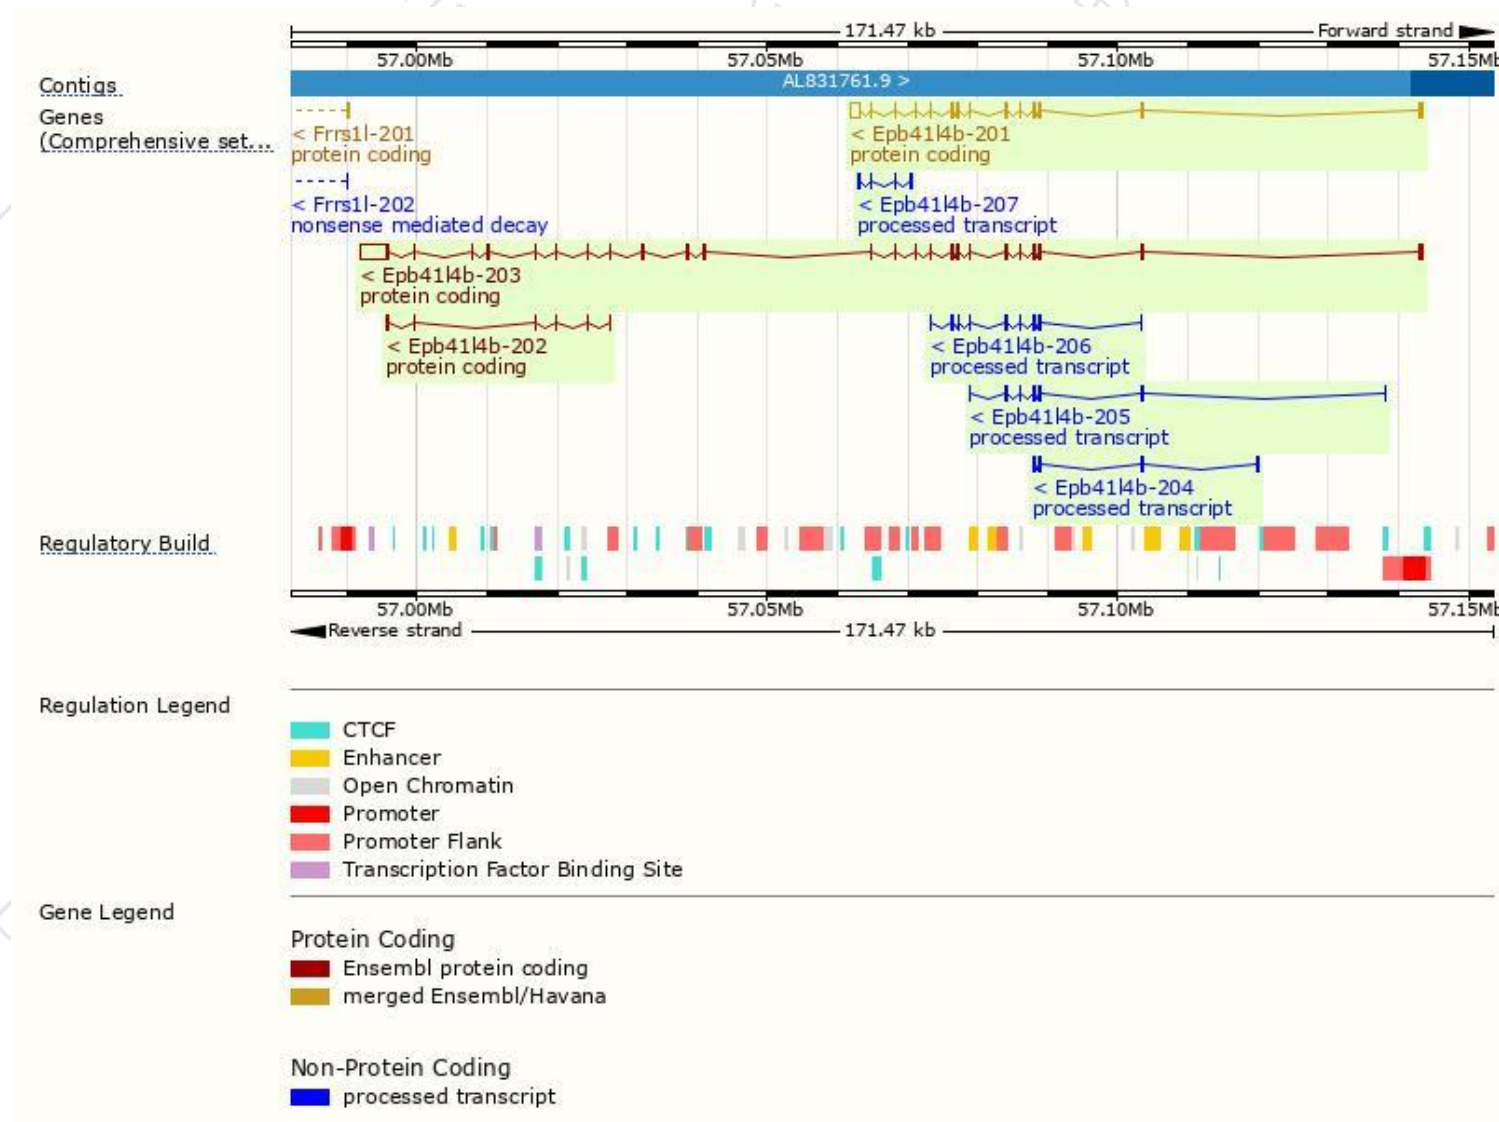 171.47 kb Forward strand
57.00Mb 57.05Mb 57.10Mb 57.15Mb
Contigs AL831761.9 >
Genes
(Comprehensive set...
< Frrs1l-201 < Epb41l4b-201
protein coding protein coding
< Frrs1l-202 < Epb41l4b-207
nonsense mediated decay processed transcript
< Epb41l4b-203
protein coding
< Epb41l4b-202 < Epb41l4b-206
protein coding processed transcript
< Epb41l4b-205
processed transcript
< Epb41l4b-204
processed transcript
Regulatory Build
57.00Mb 57.05Mb 57.10Mb 57.15Mb
Reverse strand 171.47 kb
Regulation Legend
CTCF
Enhancer
Open Chromatin
Promoter
Promoter Flank
Transcription Factor Binding Site
Gene Legend
Protein Coding
Ensembl protein coding
merged Ensembl/Havana
Non-Protein Coding
processed transcript